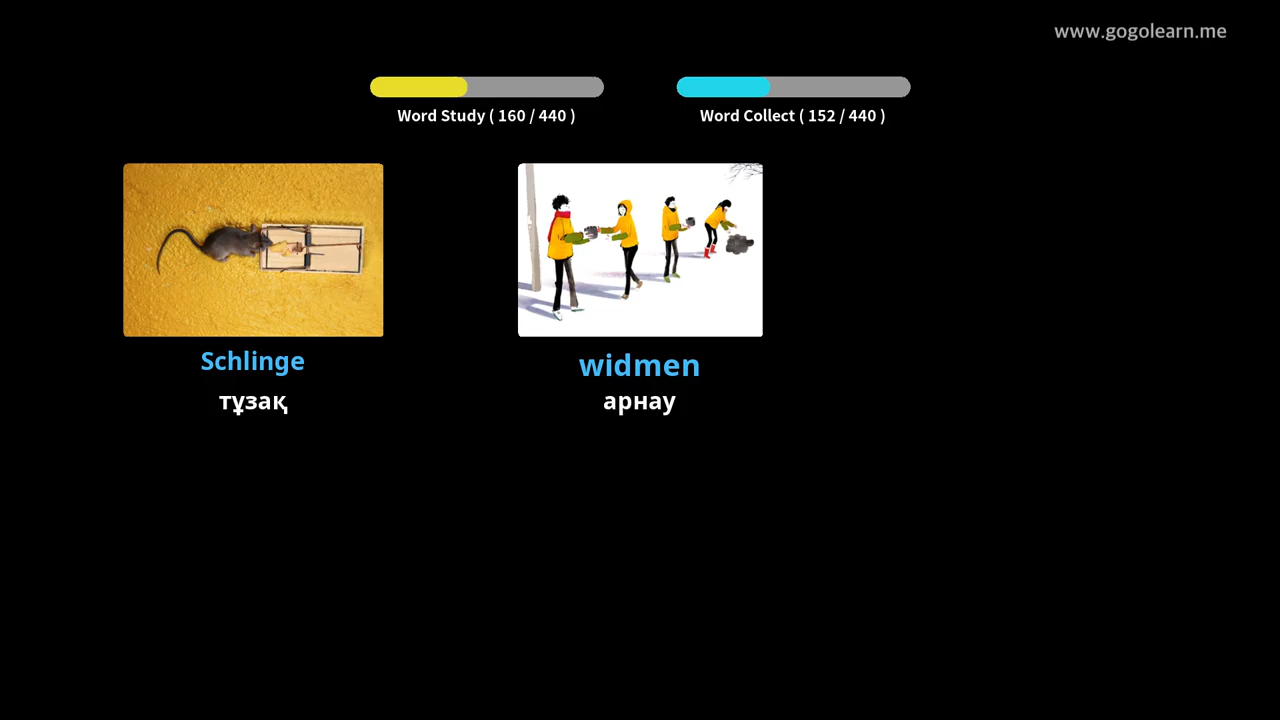 www.gogolearn.me
Word Study ( 160 / 440 )
Word Collect ( 152 / 440 )
Schlinge
тұзақ
widmen
арнау